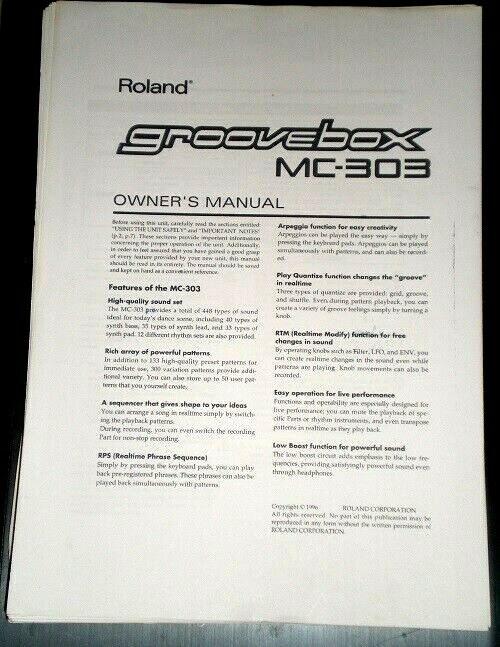 Roland®
groovebox
MC-303
OWNER'S MANUAL
Before using this unit, carefully read the sections entitled
"USING THE UNIT SAFELY" and "IMPORTANT NOTES"
(p.2, p.7). These sections provide important information
concerning the proper operation of the unit. Additionally,
in order to feel assured that you have gained a good grasp
of every feature provided by your new unit, this manual
should be read in its entirety. The manual should be saved
and kept on hand as a convenient reference.
Features of the MC-303
High-quality sound set
The MC-303 provides a total of 448 types of sound
ideal for today's dance scene, including 40 types of
synth bass, 35 types of synth lead, and 33 types of
synth pad. 12 different rhythm sets are also provided.
Rich array of powerful patterns
In addition to 133 high-quality preset patterns for
immediate use, 300 variation patterns provide addi-
tional variety. You can also store up to 50 user pat-
terns that you yourself create.
A sequencer that gives shape to your ideas
You can arrange a song in realtime simply by switch-
ing the playback patterns.
During recording, you can even switch the recording
Part for non-stop recording.
RPS (Realtime Phrase Sequence)
Simply by pressing the keyboard pads, you can play
back pre-registered phrases. These phrases can also be
played back simultaneously with patterns.
Arpeggio function for easy creativity
Arpeggios can be played the easy way — simply by
pressing the keyboard pads. Arpeggios can be played
simultaneously with patterns, and can also be record-
ed.
Play Quantize function changes the "groove"
in realtime
Three types of quantize are provided: grid, groove,
and shuffle. Even during pattern playback, you can
create a variety of groove feelings simply by turning a
knob.
RTM (Realtime Modify) function for free
changes in sound
By operating knobs such as Filter, LFO, and ENV, you
can create realtime changes in the sound even while
patterns are playing. Knob movements can also be
recorded.
Easy operation for live performance
Functions and operability are especially designed for
live performance; you can mute the playback of spe-
cific Parts or rhythm instruments, and even transpose
patterns in realtime as they play back.
Low Boost function for powerful sound
The low boost circuit adds emphasis to the low fre-
quencies, providing satisfyingly powerful sound even
through headphones.
Copyright © 1996 ROLAND CORPORATION
All rights reserved. No part of this publication may be
reproduced in any form without the written permission of
ROLAND CORPORATION.